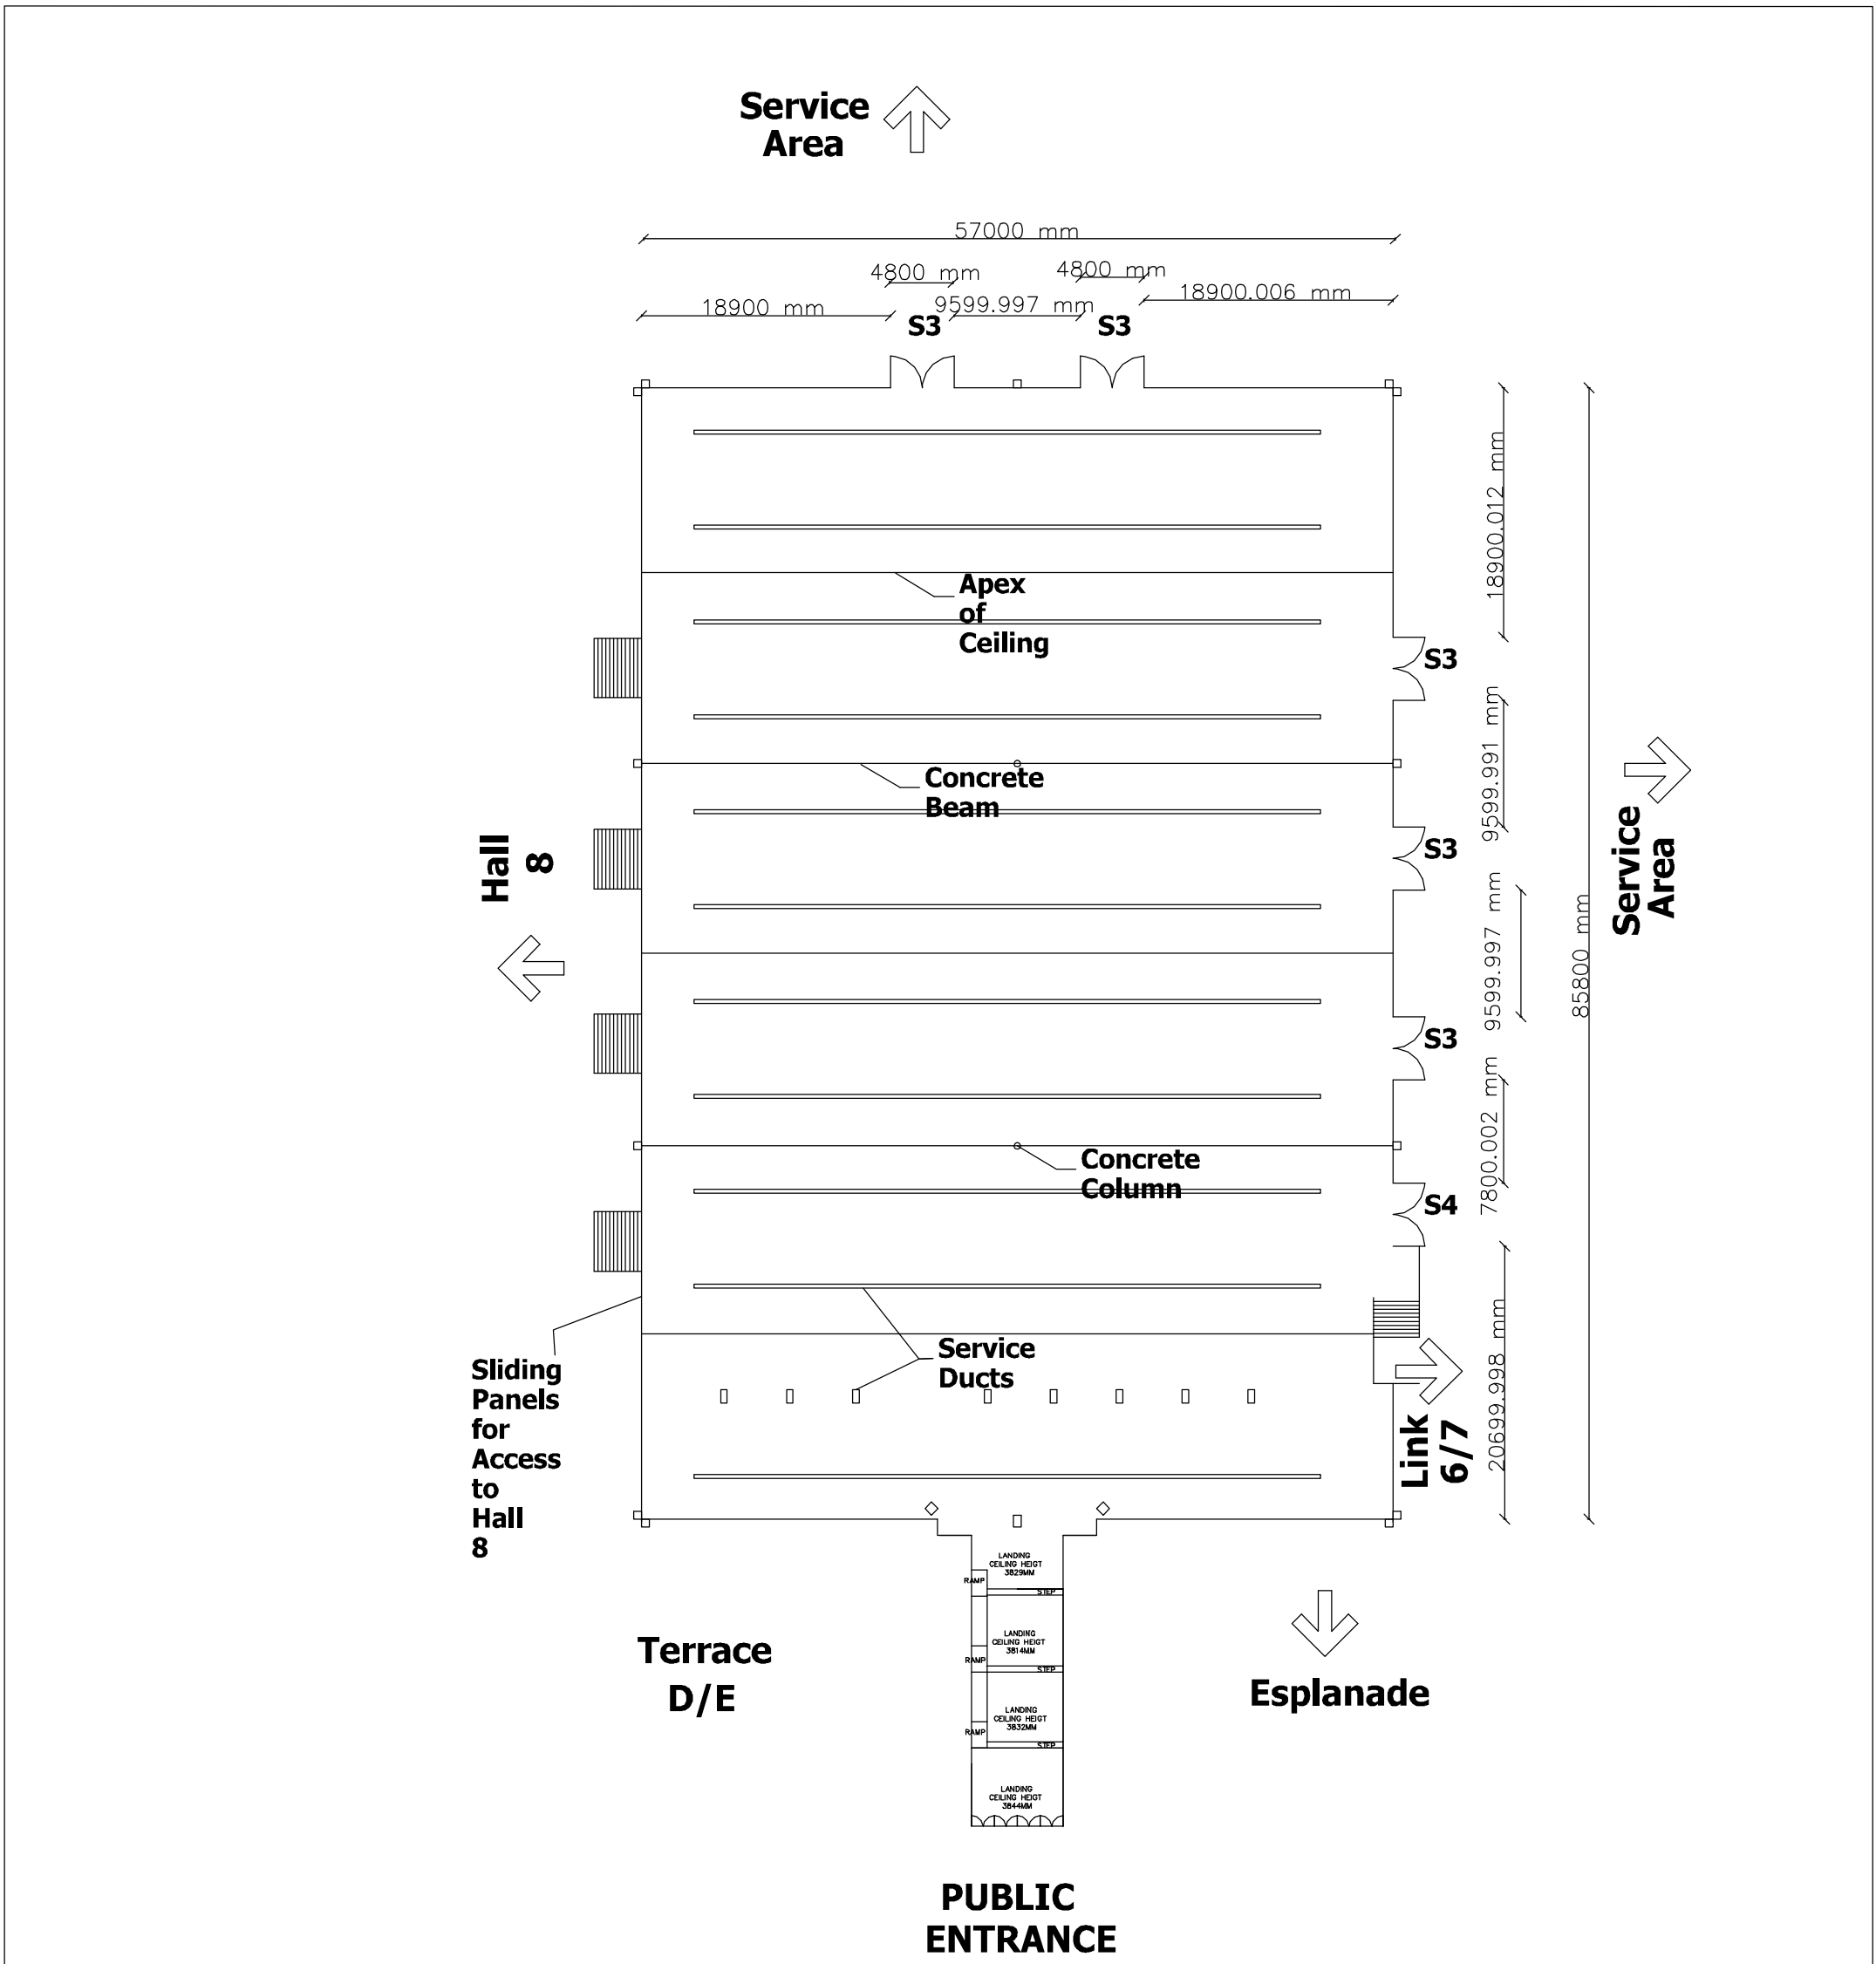 Service
Area
57000 mm
4800 mm
4800 mm
18900 mm
9599.997 mm
18900.006 mm
S3
S3
18900.012 mm
Apex
of
Ceiling
S3
9599.991 mm
Concrete
Beam
Hall
8
S3
Service
Area
9599.997 mm
85800 mm
S3
7800.002 mm
Concrete
Column
S4
20699.998 mm
Service
Ducts
Sliding
Panels
for
Access
to
Hall
8
Link
6/7
LANDING
CEILING HEIGT
3829MM
RAMP
STEP
LANDING
CEILING HEIGT
3814MM
RAMP
STEP
LANDING
CEILING HEIGT
3832MM
RAMP
STEP
LANDING
CEILING HEIGT
3844MM
Terrace
D/E
Esplanade
PUBLIC
ENTRANCE